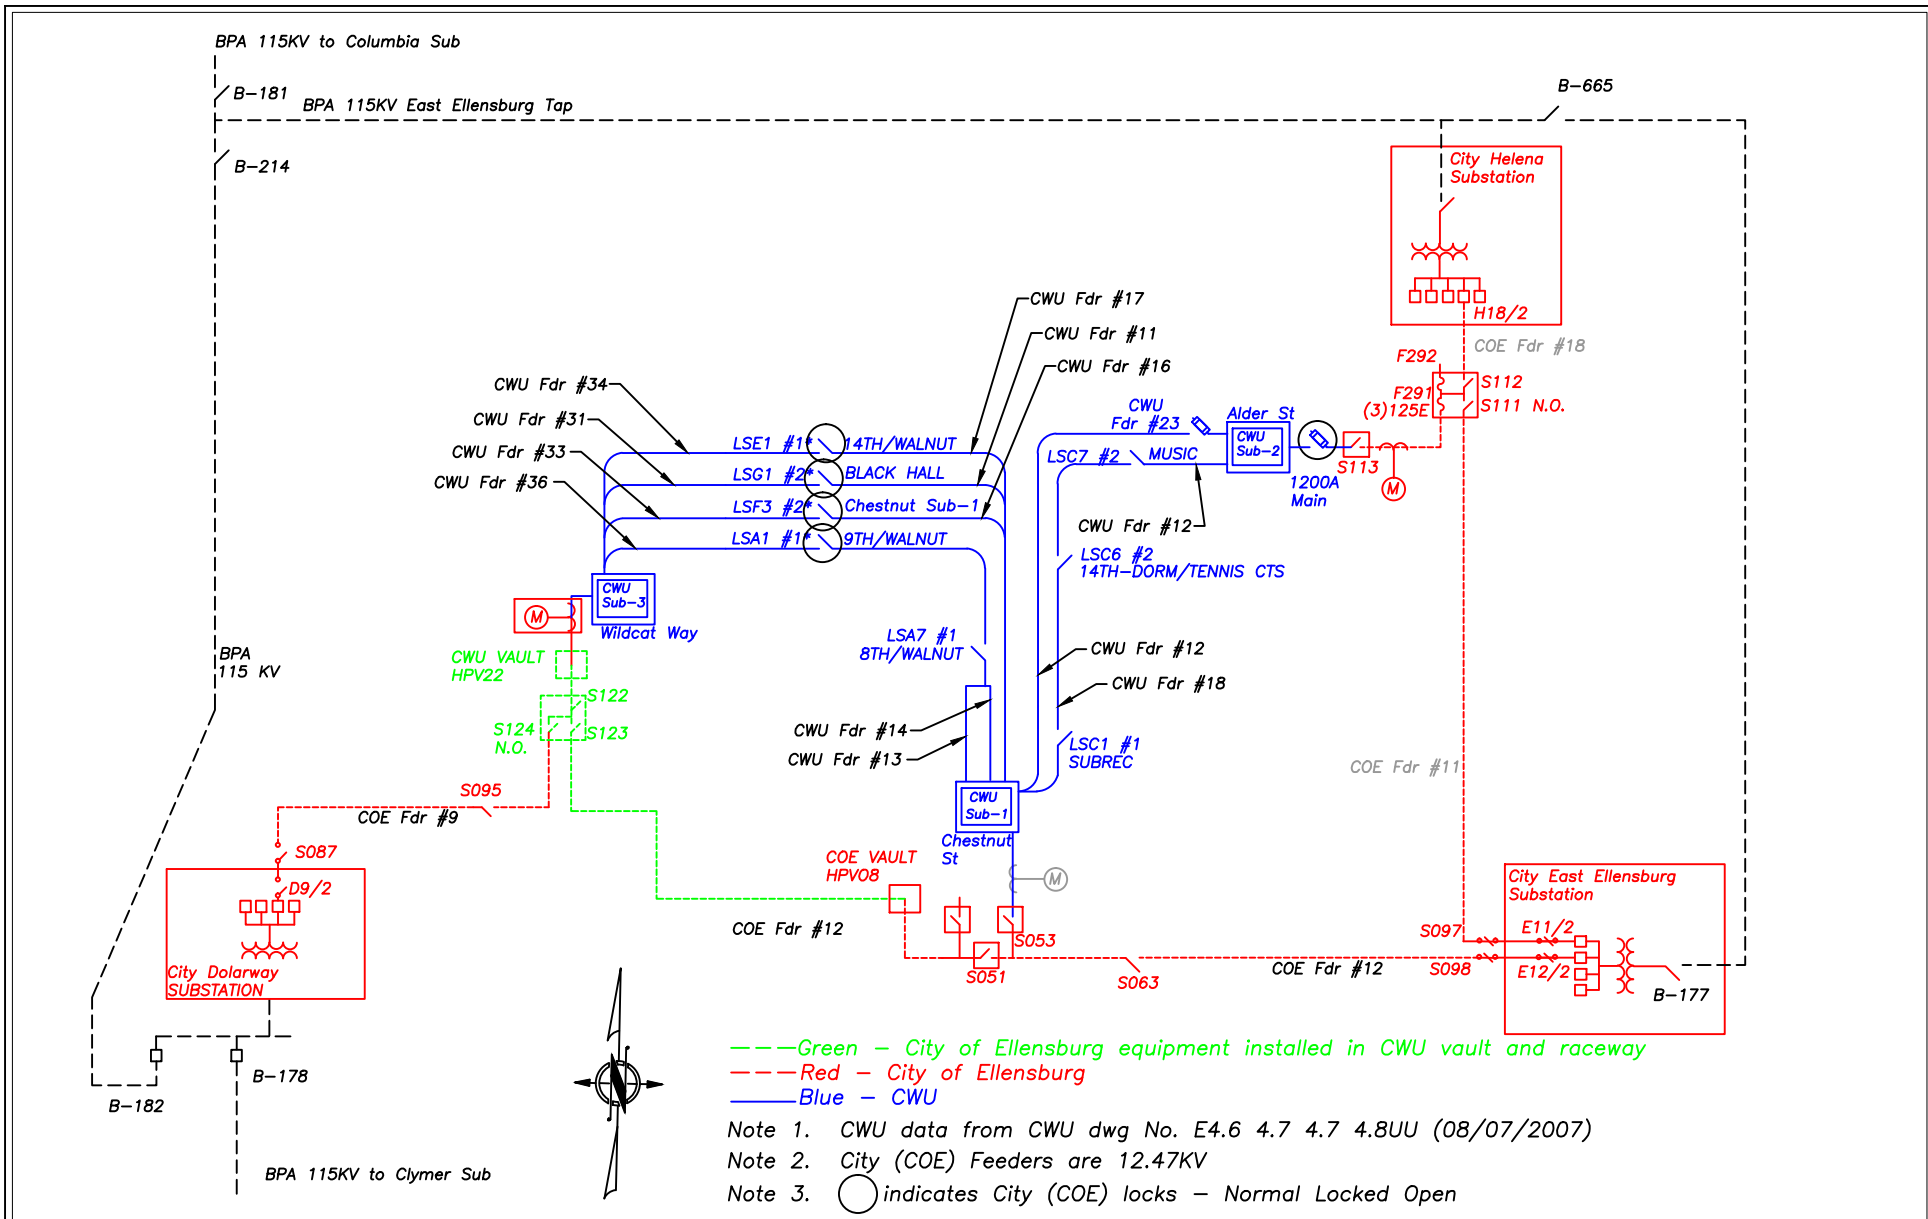 BPA 115KV to Columbia Sub
B-181
BPA 115KV East Ellensburg Tap
B-665
B-214
City Helena
Substation
H18/2
COE Fdr #18
F292
F291
(3)125E
S112
S111 N.O.
CWU Fdr #17
CWU Fdr #11
CWU Fdr #16
CWU Fdr #34
CWU Fdr #31
CWU Fdr #33
CWU Fdr #36
LSE1 #1*
14TH/WALNUT
LSG1 #2*
BLACK HALL
LSF3 #2*
Chestnut Sub-1
LSA1 #1*
9TH/WALNUT
CWU
Fdr #23
LSC7 #2
MUSIC
Alder St
CWU
Sub-2
1200A
Main
S113
M
CWU Fdr #12
LSC6 #2
14TH-DORM/TENNIS CTS
CWU
Sub-3
Wildcat Way
M
CWU VAULT
HPV22
S122
S124
N.O.
S123
BPA
115 KV
LSA7 #1
8TH/WALNUT
CWU Fdr #12
CWU Fdr #18
CWU Fdr #14
CWU Fdr #13
LSC1 #1
SUBREC
COE Fdr #11
CWU
Sub-1
Chestnut
St
M
S095
COE Fdr #9
S087
D9/2
City Dolarway
SUBSTATION
COE VAULT
HPV08
COE Fdr #12
S053
S051
S063
COE Fdr #12
City East Ellensburg
Substation
S097
E11/2
S098
E12/2
B-177
B-178
B-182
BPA 115KV to Clymer Sub
Green - City of Ellensburg equipment installed in CWU vault and raceway
Red - City of Ellensburg
Blue - CWU
Note 1. CWU data from CWU dwg No. E4.6 4.7 4.7 4.8UU (08/07/2007)
Note 2. City (COE) Feeders are 12.47KV
Note 3. indicates City (COE) locks - Normal Locked Open